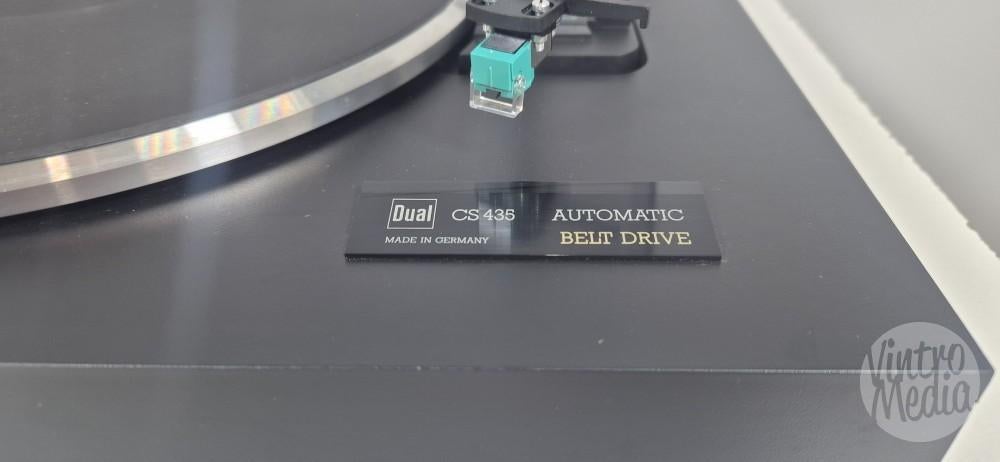 Dual CS 435 AUTOMATIC
MADE IN GERMANY BELT DRIVE
Vintro
Media